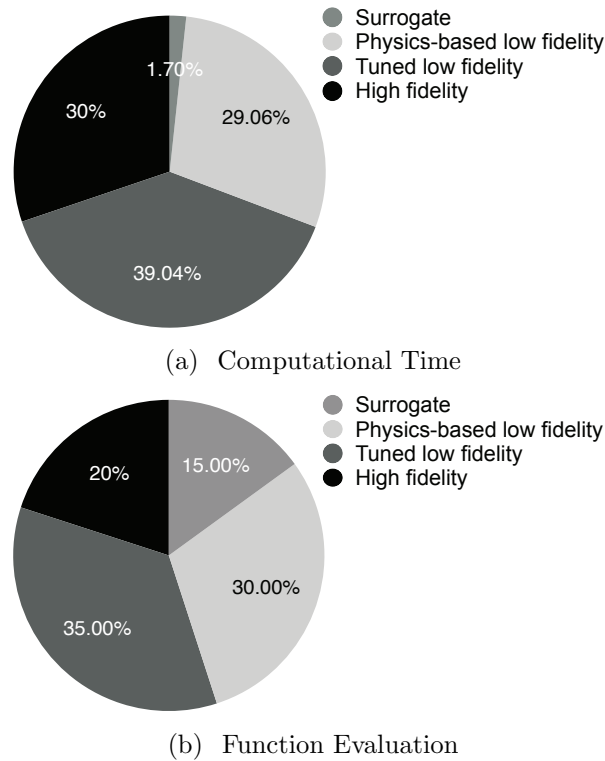 Surrogate
Physics-based low fidelity
Tuned low fidelity
High fidelity
1.70%
30%
29.06%
39.04%
(a) Computational Time
Surrogate
Physics-based low fidelity
Tuned low fidelity
High fidelity
20%
15.00%
30.00%
35.00%
(b) Function Evaluation